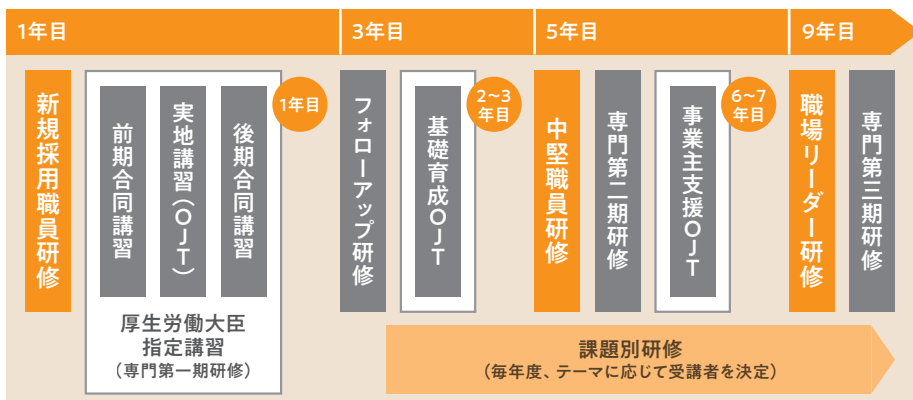 1年目
3年目
5年目
9年目
新規採用職員研修
前期合同講習
実地講習（OJT）
後期合同講習
1年目
厚生労働大臣
指定講習
（専門第一期研修）
フォローアップ研修
基礎育成OJT
2〜3
年目
中堅職員研修
専門第二期研修
事業主支援OJT
6〜7
年目
職場リーダー研修
専門第三期研修
課題別研修
（毎年度、テーマに応じて受講者を決定）